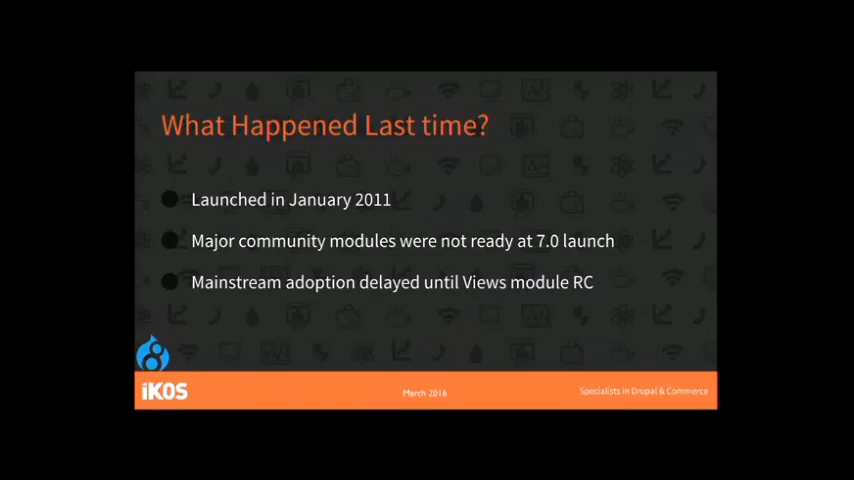 What Happened Last time?
Launched in January 2011
Major community modules were not ready at 7.0 launch
Mainstream adoption delayed until Views module RC
iKOS
March 2016
Specialists in Drupal & Commerce